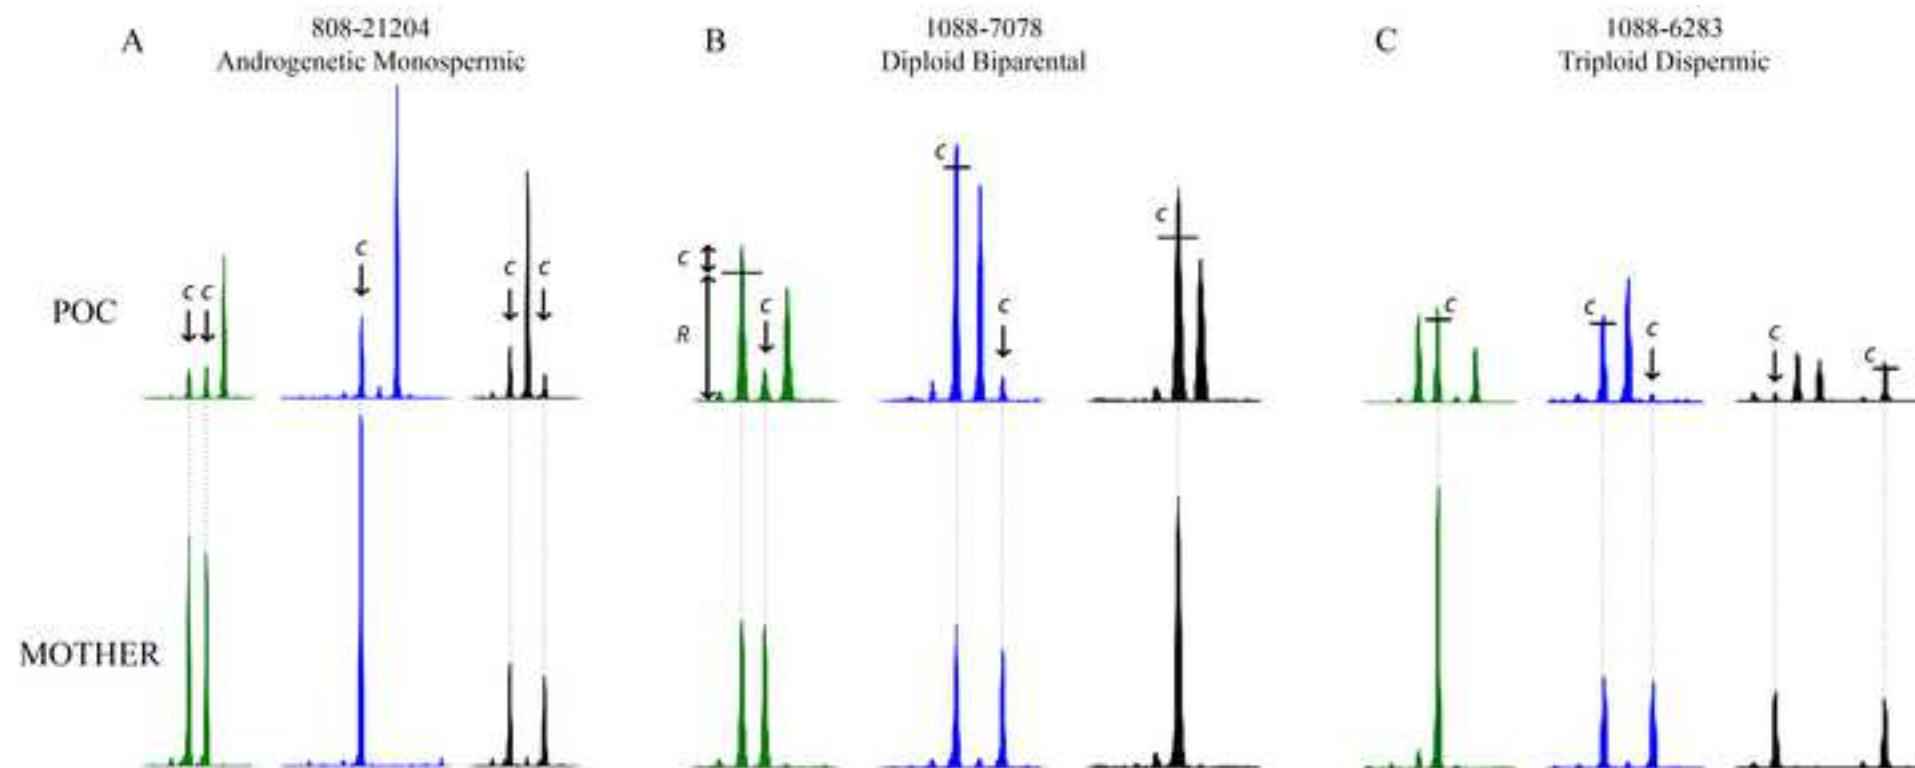 A
808-21204
Androgenetic Monospermic
B
1088-7078
Diploid Biparental
C
1088-6283
Triploid Dispermic
POC
C C
C
C C
C
R
C
C
C
C
C
C
C
C
C
MOTHER